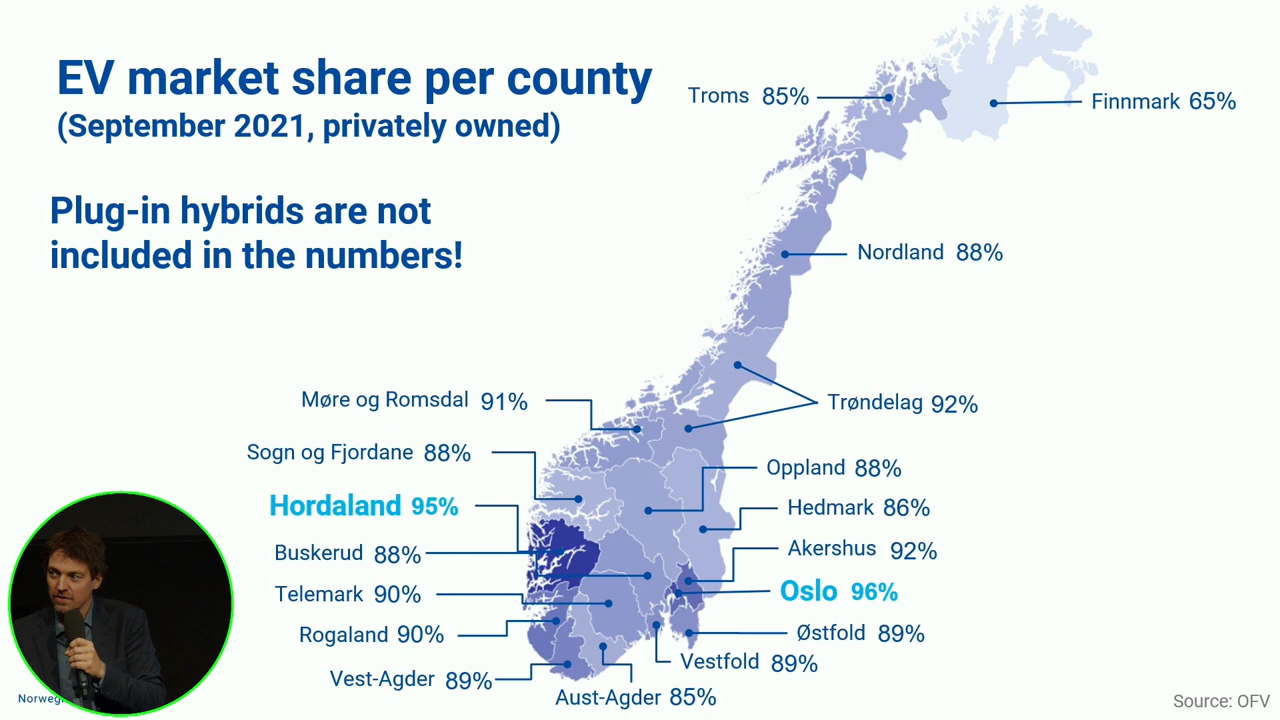 EV market share per county
(September 2021, privately owned)
Plug-in hybrids are not
included in the numbers!
Troms 85%
Finnmark 65%
Nordland 88%
Møre og Romsdal 91%
Trøndelag 92%
Sogn og Fjordane 88%
Oppland 88%
Hordaland 95%
Hedmark 86%
Buskerud 88%
Akershus 92%
Telemark 90%
Oslo 96%
Rogaland 90%
Østfold 89%
Vestfold 89%
Vest-Agder 89%
Aust-Agder 85%
Source: OFV